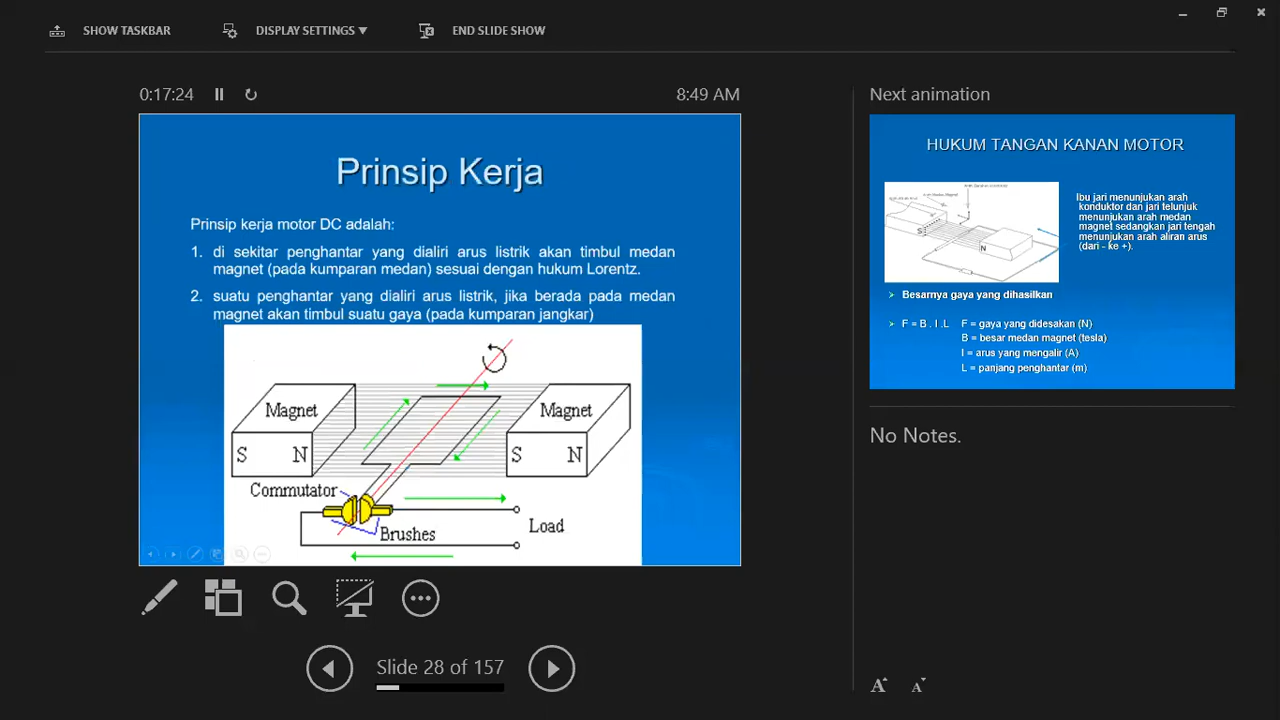 SHOW TASKBAR
DISPLAY SETTINGS
END SLIDE SHOW
0:17:24
8:49 AM
Prinsip Kerja
Prinsip kerja motor DC adalah:
1. di sekitar penghantar yang dialiri arus listrik akan timbul medan
magnet (pada kumparan medan) sesuai dengan hukum Lorentz.
2. suatu penghantar yang dialiri arus listrik, jika berada pada medan
magnet akan timbul suatu gaya (pada kumparan jangkar)
Magnet
Magnet
S N
S N
Commutator
Load
Brushes
Slide 28 of 157
Next animation
HUKUM TANGAN KANAN MOTOR
S
N
Ibu jari menunjukan arah
konduktor dan jari telunjuk
menunjukan arah medan
magnet sedangkan jari tengah
menunjukan arah aliran arus
(dari - ke +).
Besarnya gaya yang dihasilkan
F = B . I .L F = gaya yang didesakan (N)
B = besar medan magnet (tesla)
I = arus yang mengalir (A)
L = panjang penghantar (m)
No Notes.
A A